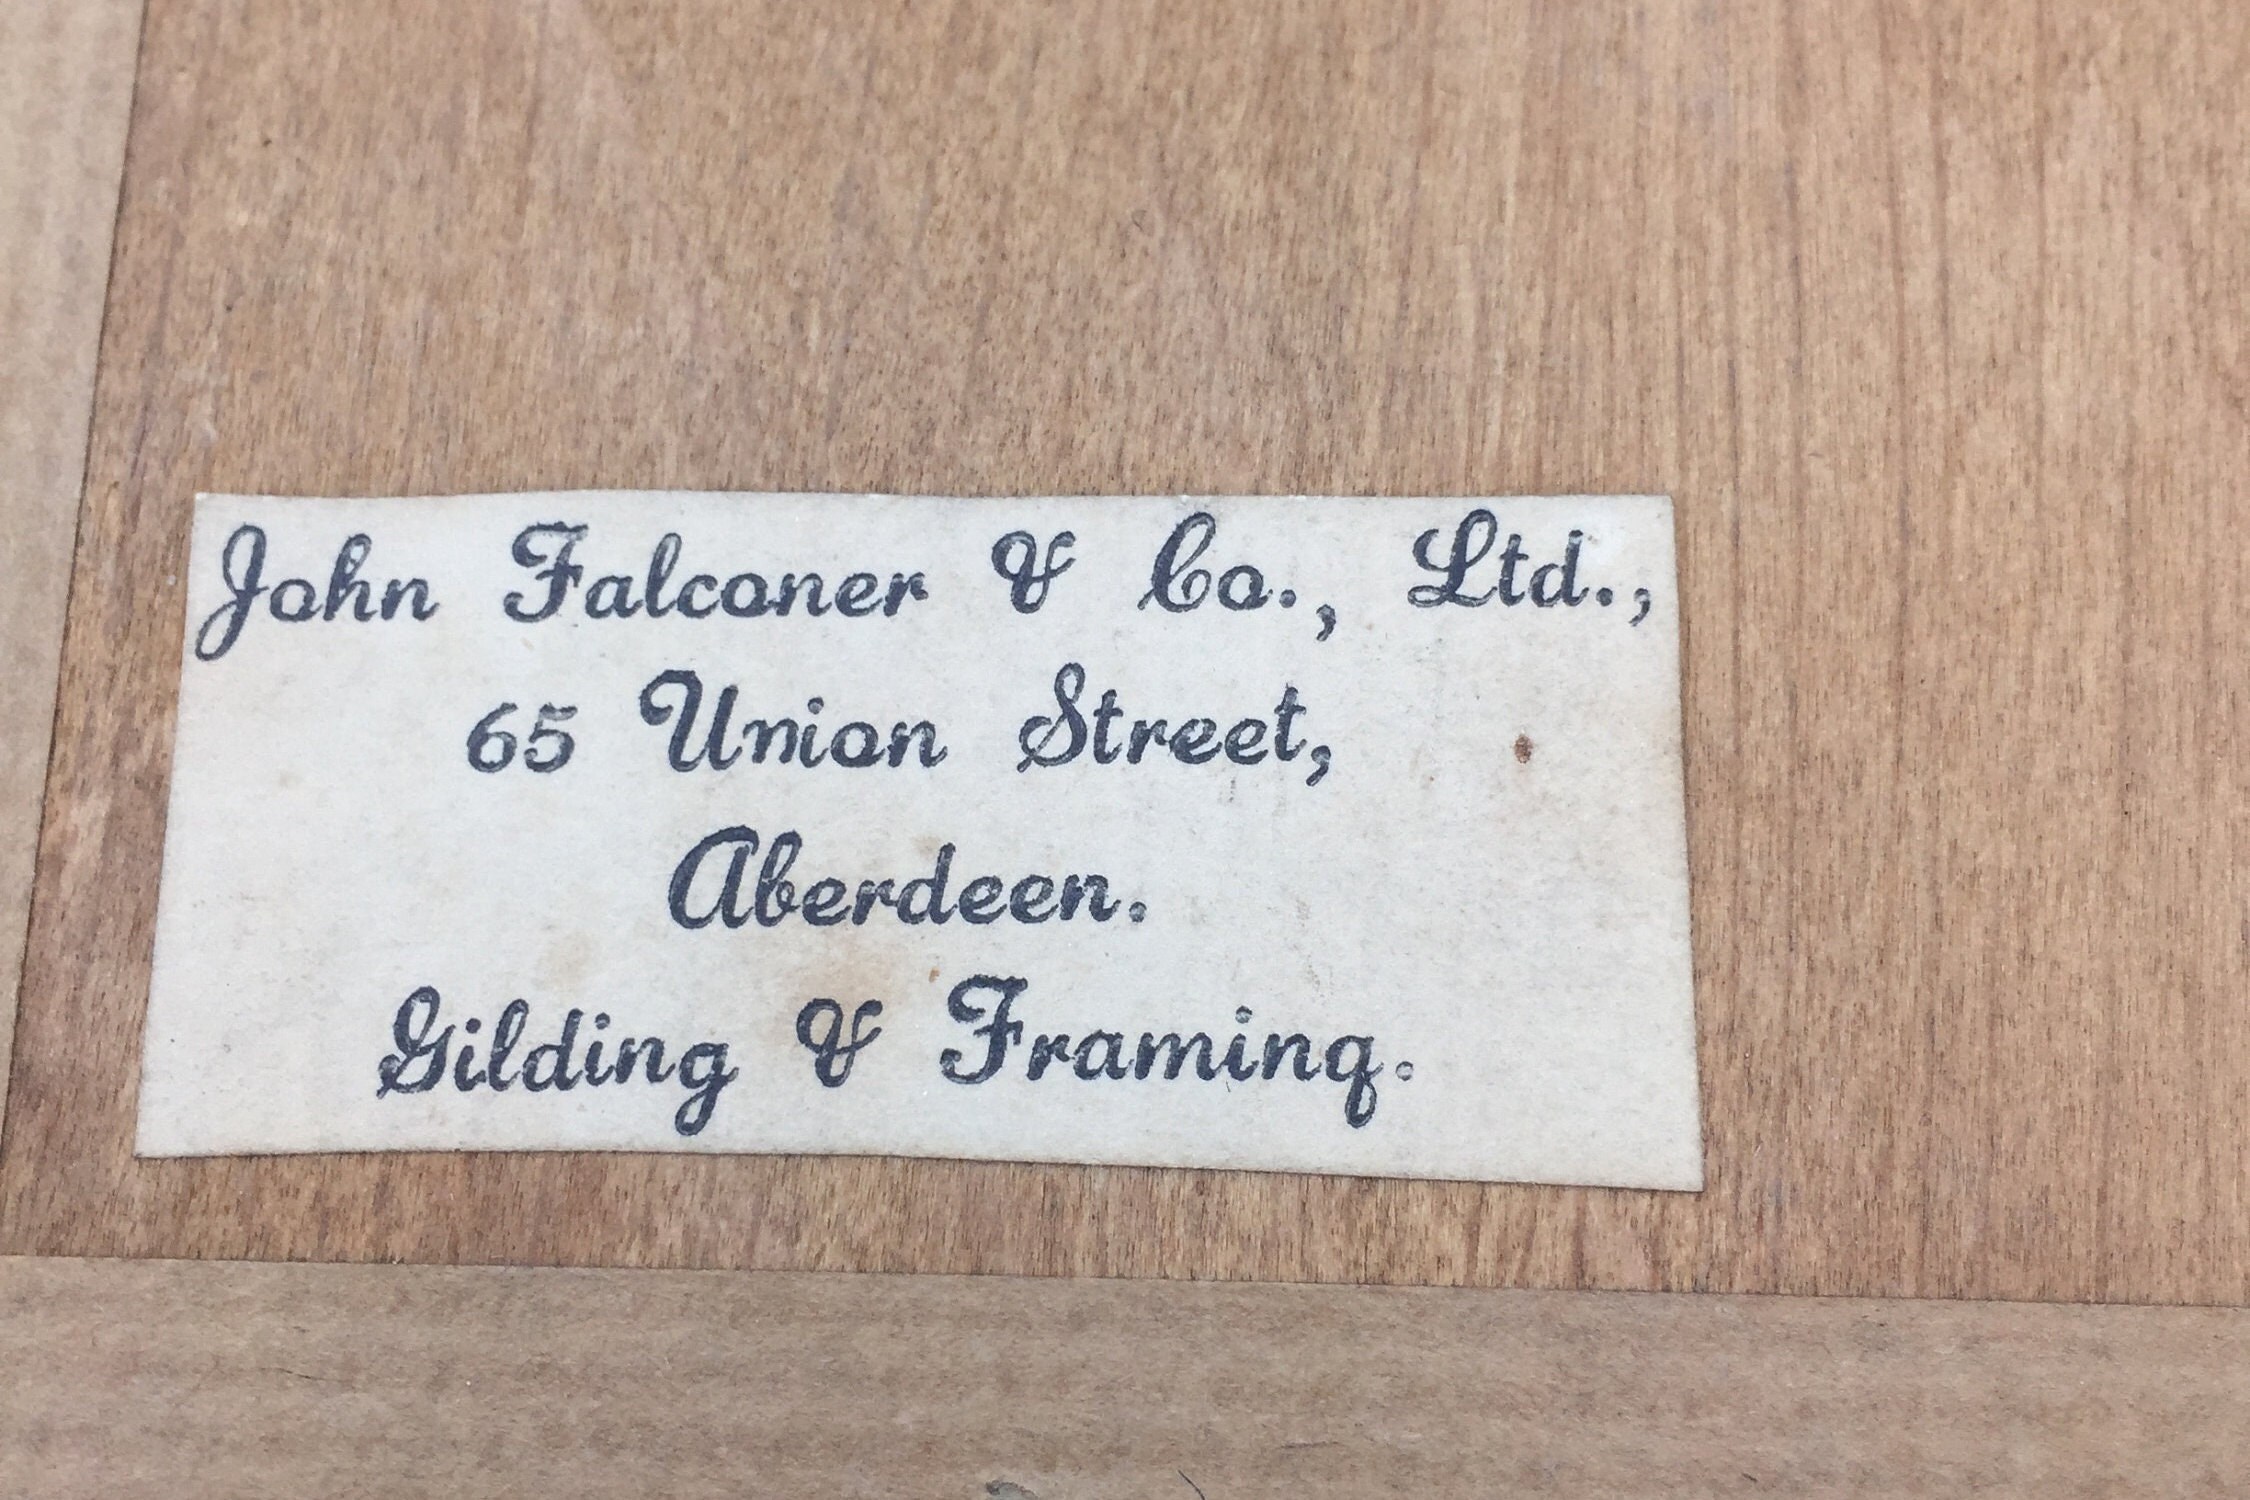 John Falconer & Co., Ltd.,
65 Union Street,
Aberdeen.
Gilding & Framing.